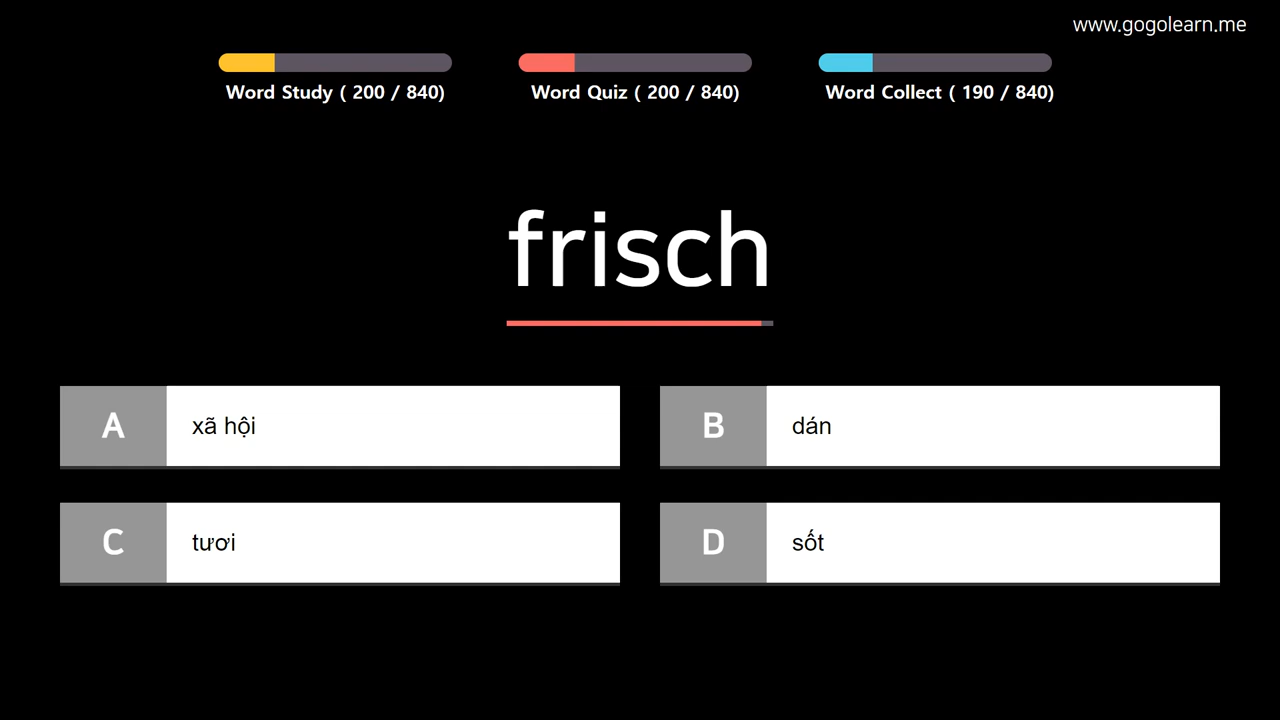 www.gogolearn.me
Word Study ( 200 / 840)
Word Quiz ( 200 / 840)
Word Collect ( 190 / 840)
frisch
A
xã hội
B
dán
C
tươi
D
sốt